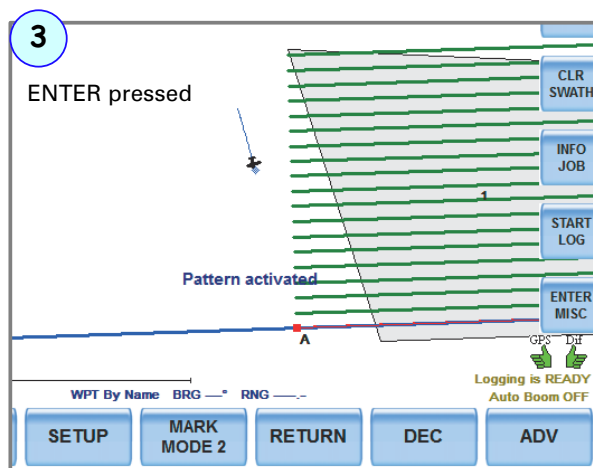 3
ENTER pressed
CLR
SWATH
INFO
JOB
1
START
LOG
Pattern activated
ENTER
MISC
A
GPS Dif
Logging is READY
WPT By Name BRG —° RNG —.-
Auto Boom OFF
SETUP
MARK
MODE 2
RETURN
DEC
ADV